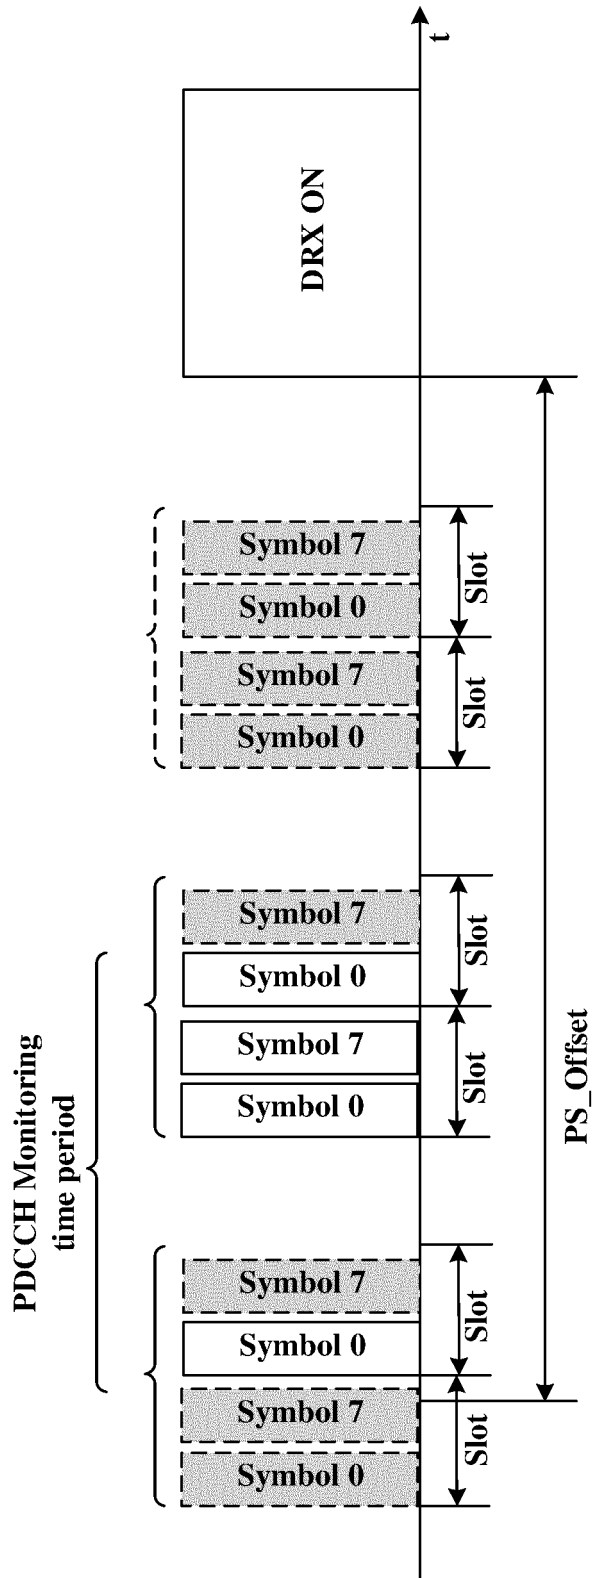 PDCCH Monitoring
time period
Symbol 0
Symbol 7
Symbol 0
Symbol 7
Symbol 0
Symbol 7
Symbol 0
Symbol 7
Symbol 0
Symbol 7
Symbol 0
Symbol 7
DRX ON
t
Slot
Slot
Slot
Slot
Slot
Slot
PS_Offset